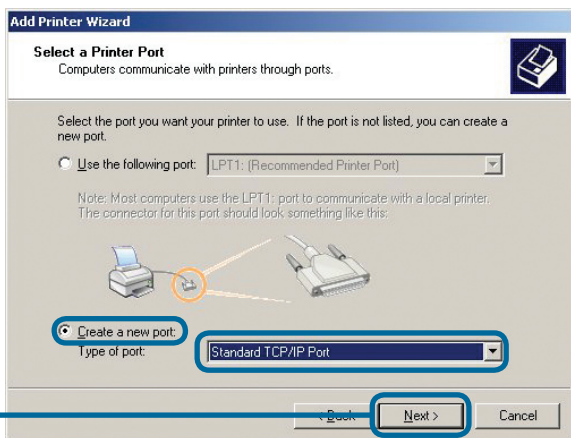 Add Printer Wizard
Select a Printer Port
Computers communicate with printers through ports.
Select the port you want your printer to use. If the port is not listed, you can create a
new port.
Use the following port: LPT1: (Recommended Printer Port)
Note: Most computers use the LPT1: port to communicate with a local printer.
The connector for this port should look something like this:
Create a new port:
Type of port: Standard TCP/IP Port
< Back Next > Cancel